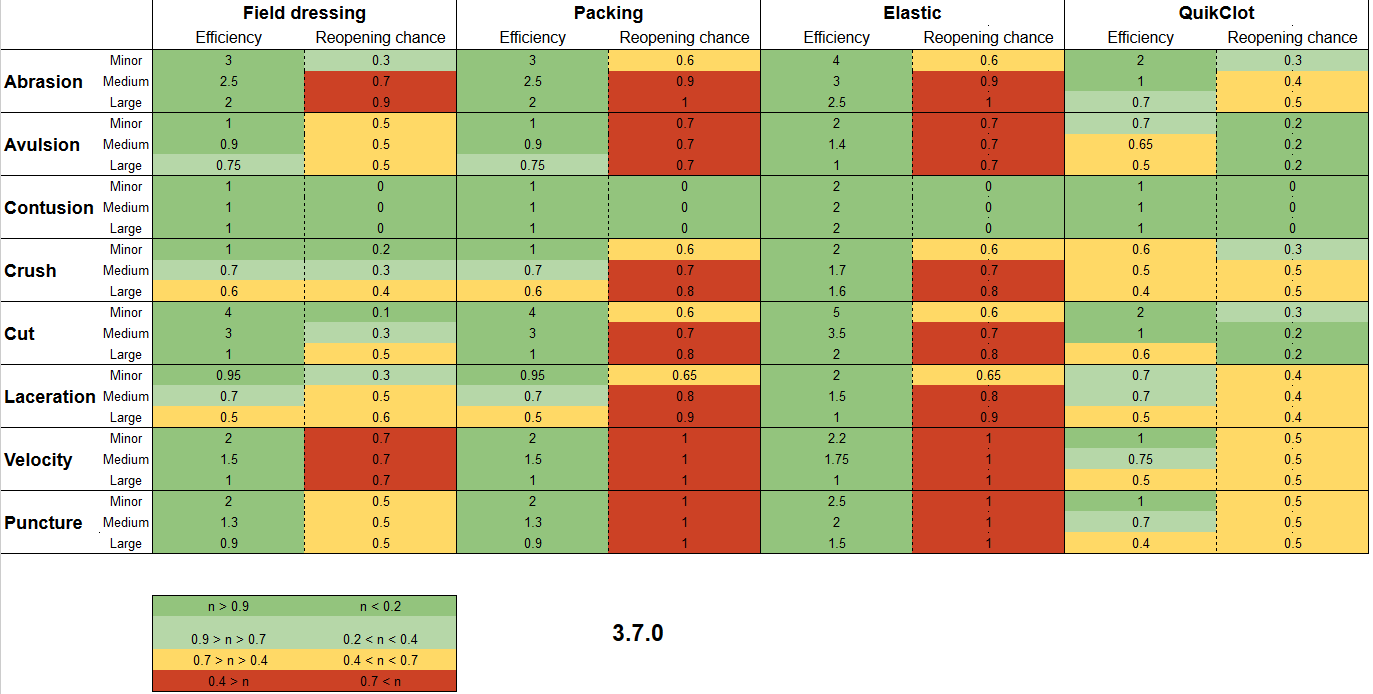 Field dressing Packing Elastic QuikClot
Efficiency Reopening chance Efficiency Reopening chance Efficiency Reopening chance Efficiency Reopening chance
Minor 3 0.3 3 0.6 4 0.6 2 0.3
Abrasion Medium 2.5 0.7 2.5 0.9 3 0.9 1 0.4
Large 2 0.9 2 1 2.5 1 0.7 0.5
Minor 1 0.5 1 0.7 2 0.7 0.7 0.2
Avulsion Medium 0.9 0.5 0.9 0.7 1.4 0.7 0.65 0.2
Large 0.75 0.5 0.75 0.7 1 0.7 0.5 0.2
Minor 1 0 1 0 2 0 1 0
Contusion Medium 1 0 1 0 2 0 1 0
Large 1 0 1 0 2 0 1 0
Minor 1 0.2 1 0.6 2 0.6 0.6 0.3
Crush Medium 0.7 0.3 0.7 0.7 1.7 0.7 0.5 0.5
Large 0.6 0.4 0.6 0.8 1.6 0.8 0.4 0.5
Minor 4 0.1 4 0.6 5 0.6 2 0.3
Cut Medium 3 0.3 3 0.7 3.5 0.7 1 0.2
Large 1 0.5 1 0.8 2 0.8 0.6 0.2
Minor 0.95 0.3 0.95 0.65 2 0.65 0.7 0.4
Laceration Medium 0.7 0.5 0.7 0.8 1.5 0.8 0.7 0.4
Large 0.5 0.6 0.5 0.9 1 0.9 0.5 0.4
Minor 2 0.7 2 1 2.2 1 1 0.5
Velocity Medium 1.5 0.7 1.5 1 1.75 1 0.75 0.5
Large 1 0.7 1 1 1 1 0.5 0.5
Minor 2 0.5 2 1 2.5 1 1 0.5
Puncture Medium 1.3 0.5 1.3 1 2 1 0.7 0.5
Large 0.9 0.5 0.9 1 1.5 1 0.4 0.5
n > 0.9 n < 0.2
0.9 > n > 0.7 0.2 < n < 0.4
0.7 > n > 0.4 0.4 < n < 0.7
0.4 > n 0.7 < n
3.7.0